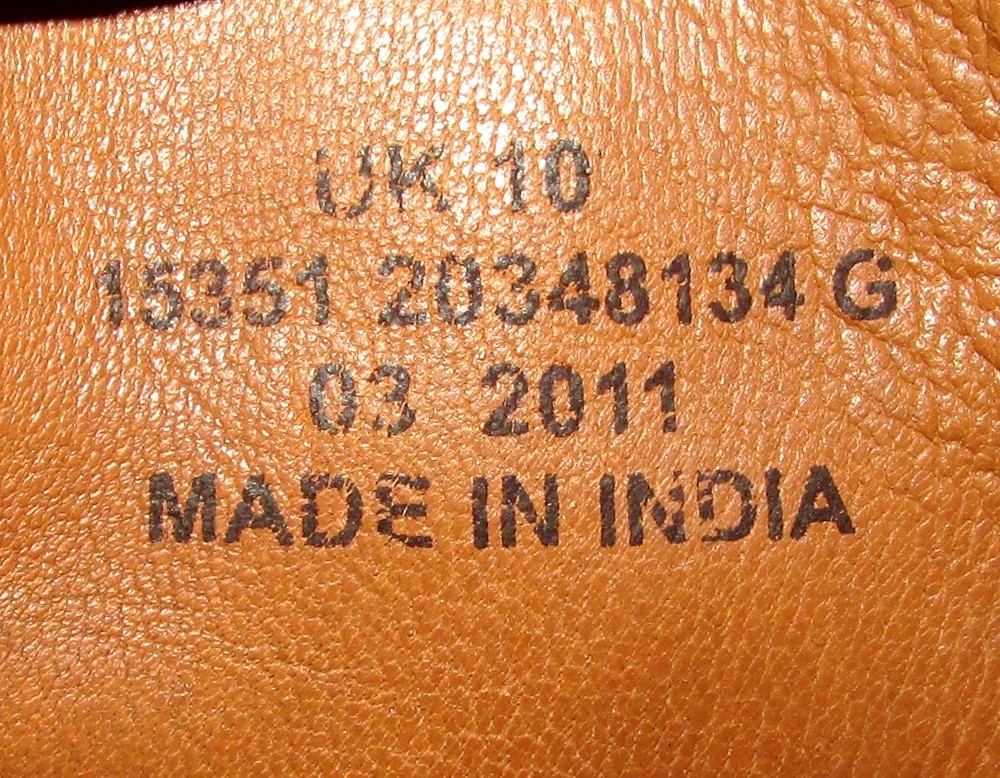 UK 10
15351 20348134 G
03 2011
MADE IN INDIA